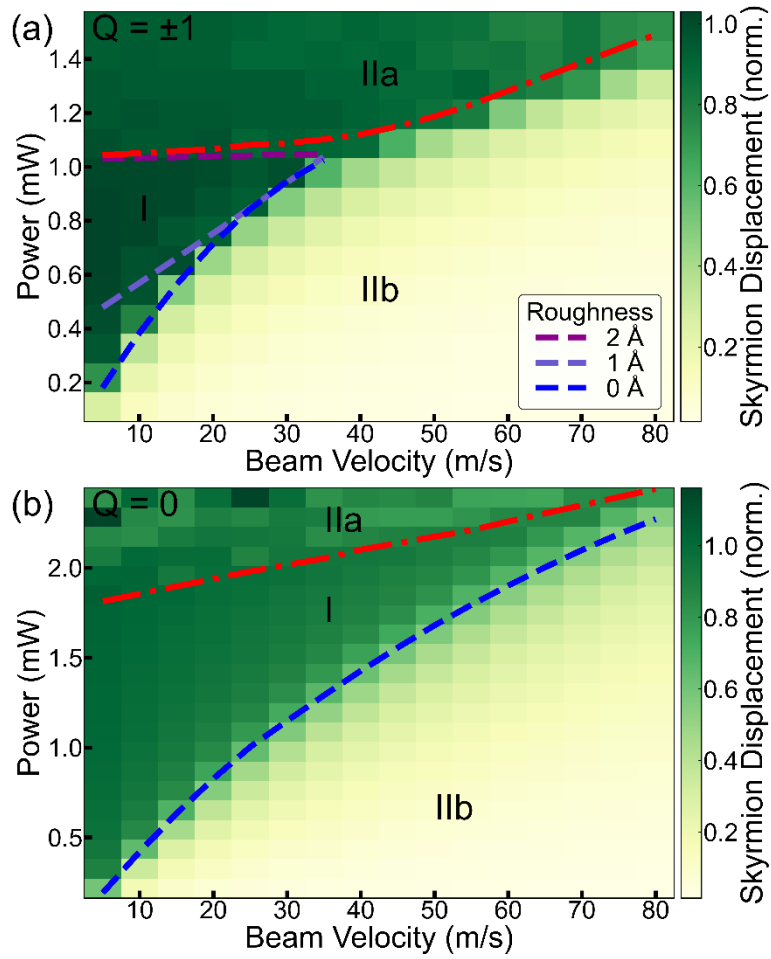 (a)
Q = ±1
IIa
I
IIb
Roughness
2 Å
1 Å
0 Å
1.4
1.2
1.0
0.8
0.6
0.4
0.2
Power (mW)
10 20 30 40 50 60 70 80
Beam Velocity (m/s)
1.0
0.8
0.6
0.4
0.2
Skyrmion Displacement (norm.)
(b)
Q = 0
IIa
I
IIb
2.0
1.5
1.0
0.5
Power (mW)
10 20 30 40 50 60 70 80
Beam Velocity (m/s)
1.0
0.8
0.6
0.4
0.2
Skyrmion Displacement (norm.)